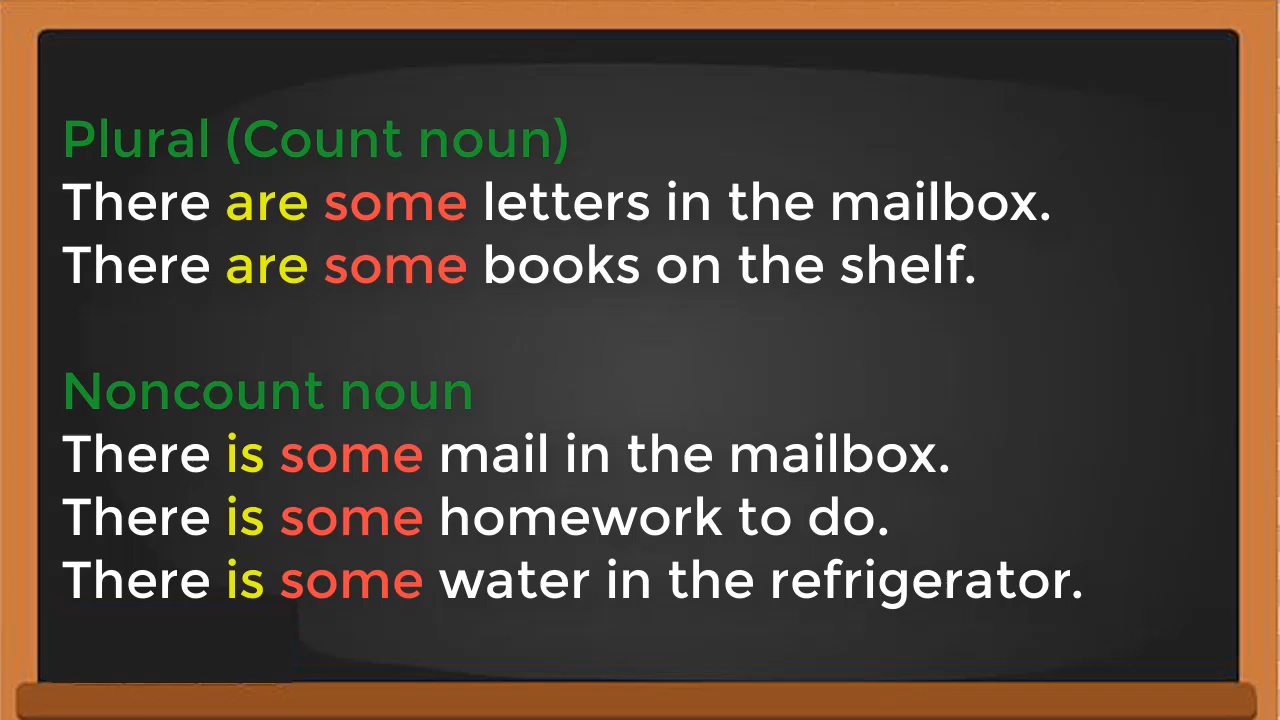 Plural (Count noun)
There are some letters in the mailbox.
There are some books on the shelf.
Noncount noun
There is some mail in the mailbox.
There is some homework to do.
There is some water in the refrigerator.